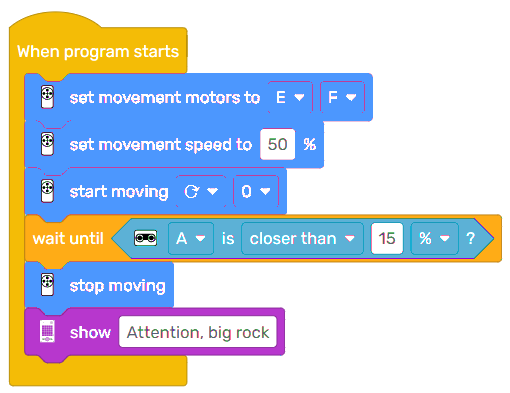 When program starts
set movement motors to E F
set movement speed to 50 %
start moving 0
wait until A is closer than 15 % ?
stop moving
show Attention, big rock